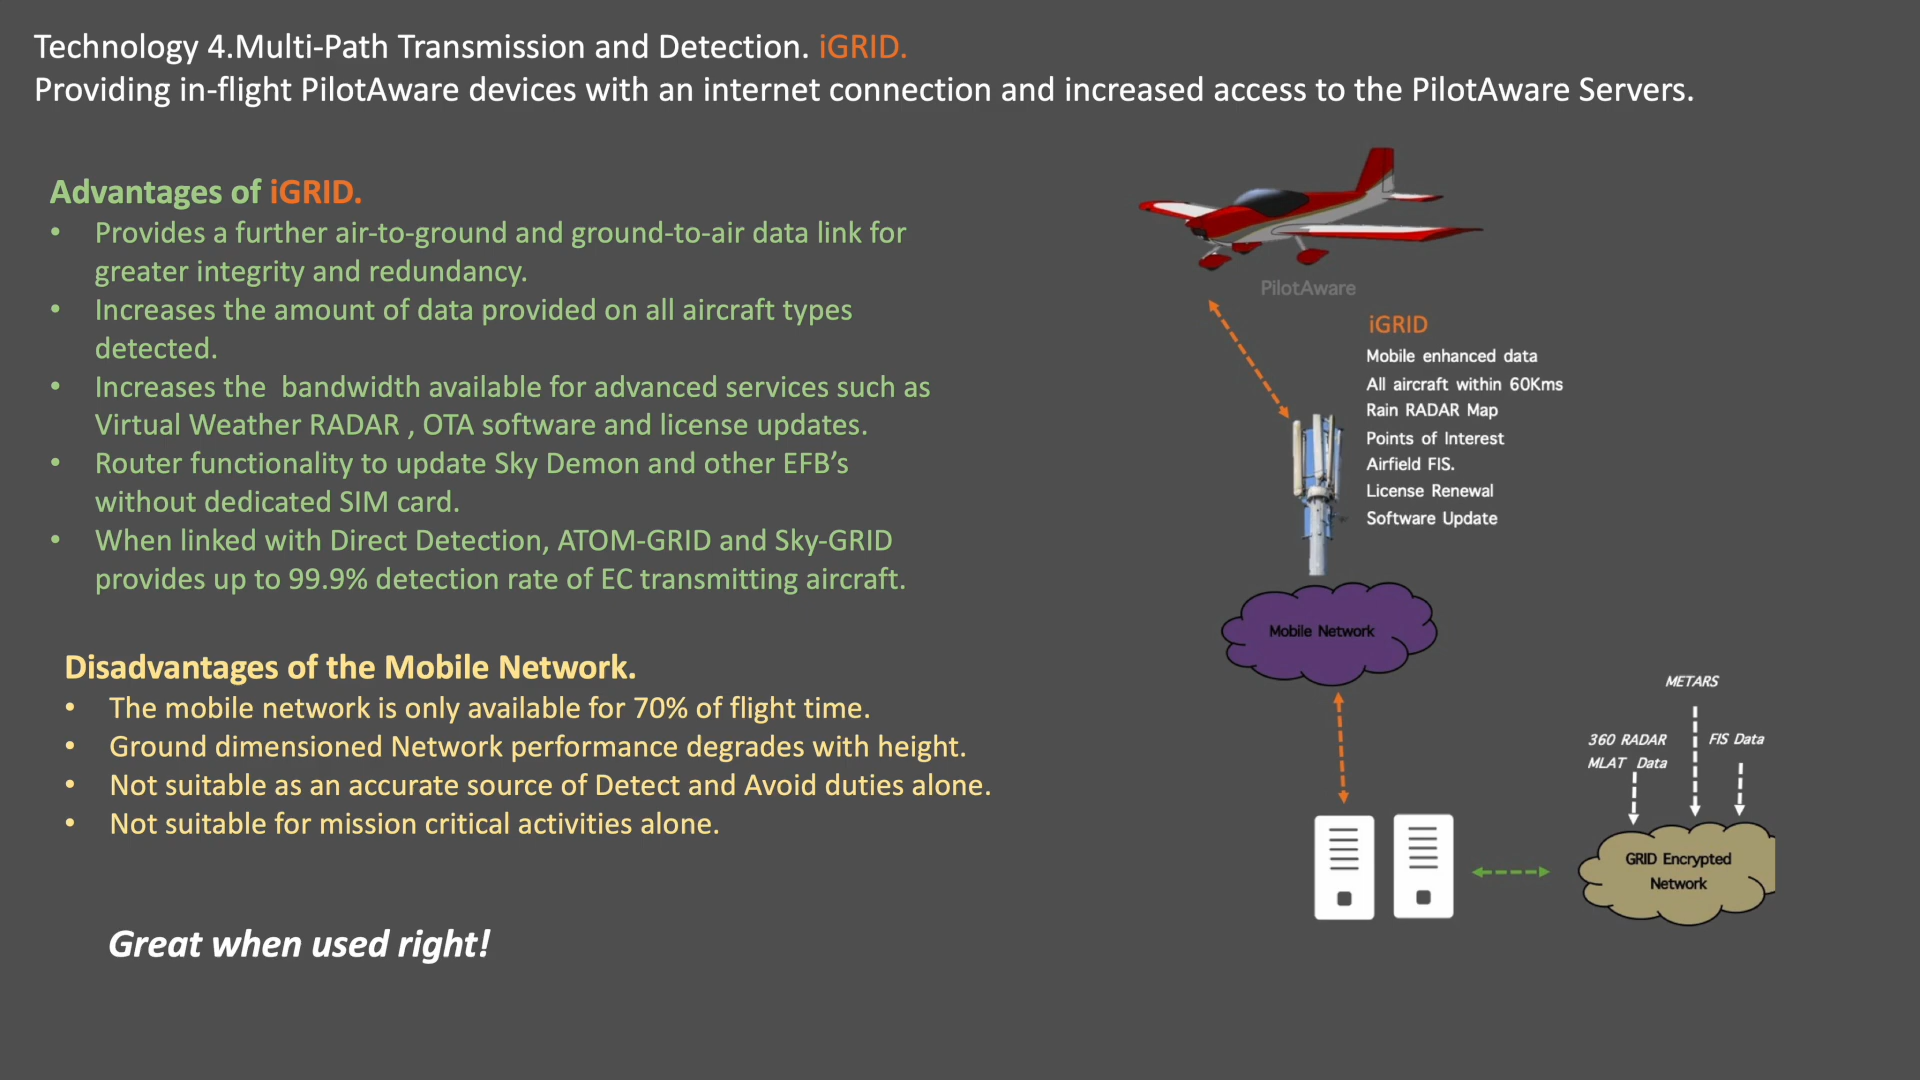 Technology 4.Multi-Path Transmission and Detection. iGRID.
Providing in-flight PilotAware devices with an internet connection and increased access to the PilotAware Servers.
Advantages of iGRID.
• Provides a further air-to-ground and ground-to-air data link for
greater integrity and redundancy.
• Increases the amount of data provided on all aircraft types
detected.
• Increases the  bandwidth available for advanced services such as
Virtual Weather RADAR , OTA software and license updates.
• Router functionality to update Sky Demon and other EFB’s
without dedicated SIM card.
• When linked with Direct Detection, ATOM-GRID and Sky-GRID
provides up to 99.9% detection rate of EC transmitting aircraft.
Disadvantages of the Mobile Network.
• The mobile network is only available for 70% of flight time.
• Ground dimensioned Network performance degrades with height.
• Not suitable as an accurate source of Detect and Avoid duties alone.
• Not suitable for mission critical activities alone.
Great when used right!
PilotAware
iGRID
Mobile enhanced data
All aircraft within 60Kms
Rain RADAR Map
Points of Interest
Airfield FIS.
License Renewal
Software Update
Mobile Network
METARS
360 RADAR
MLAT Data
FIS Data
GRID Encrypted
Network